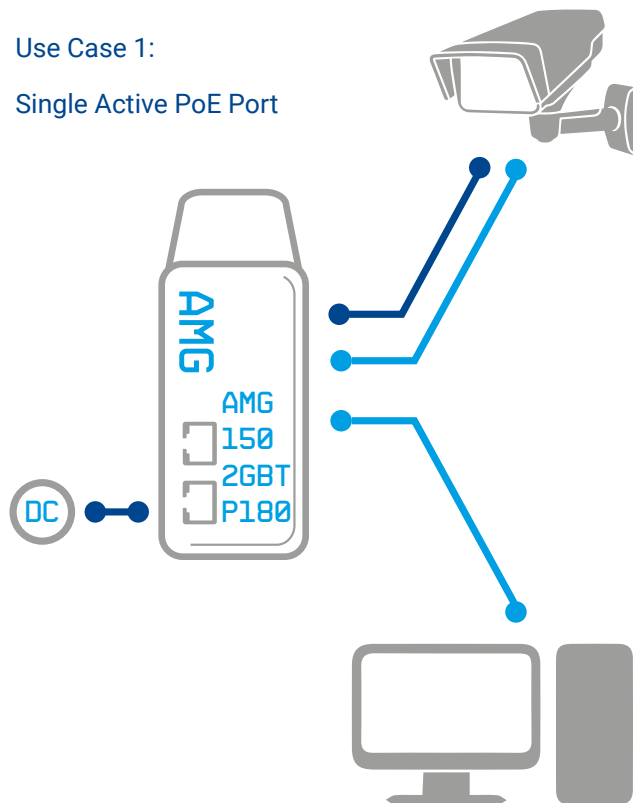 Use Case 1:
Single Active PoE Port
AMG
AMG
150
2GBT
P180
DC